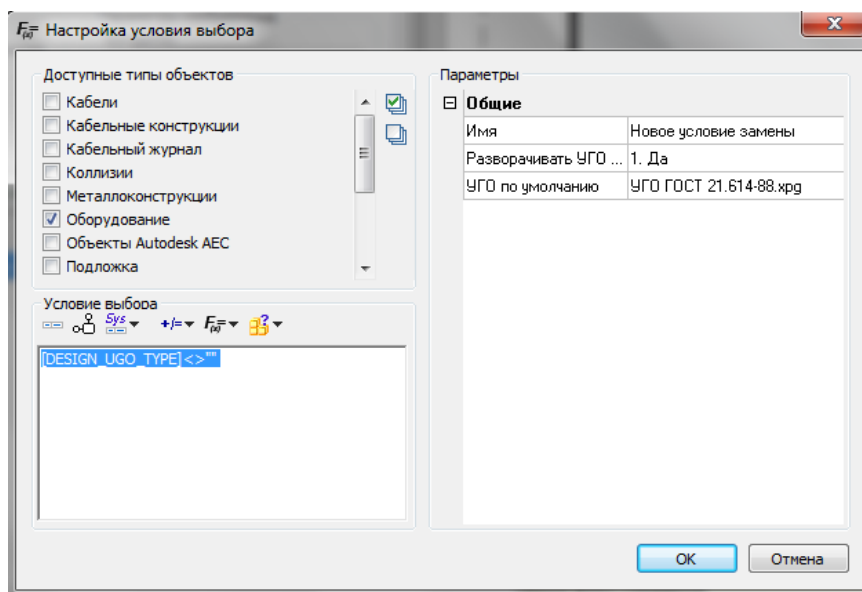 F(x)= Настройка условия выбора
Доступные типы объектов
Кабели
Кабельные конструкции
Кабельный журнал
Коллизии
Металлоконструкции
Оборудование
Объекты Autodesk AEC
Подложка
Условие выбора
Sys +/= F(x)= ?
[DESIGN_UGO_TYPE]<>""
Параметры
Общие
Имя Новое условие замены
Разворачивать УГО ... 1. Да
УГО по умолчанию УГО ГОСТ 21.614-88.xpg
OK Отмена